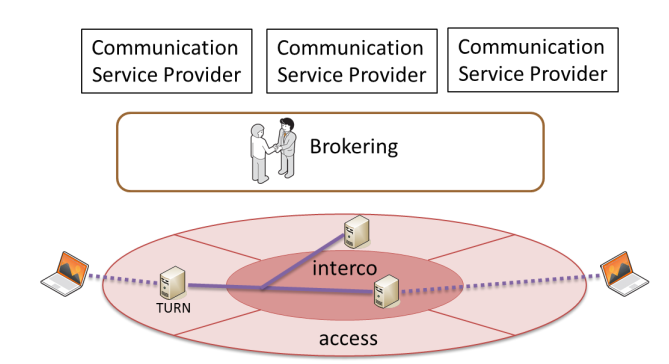 Communication
Service Provider
Communication
Service Provider
Communication
Service Provider
Brokering
interco
TURN
access